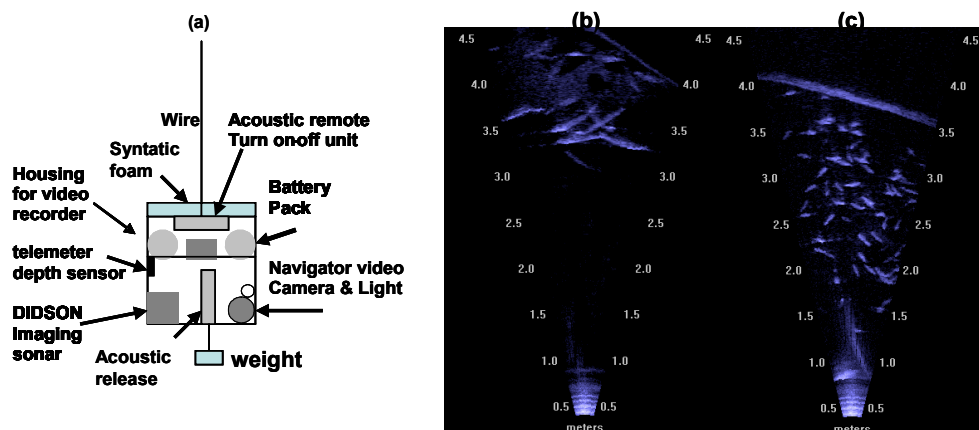 (a)
Wire
Acoustic remote
Turn on-off unit
Syntatic
foam
Housing
for video
recorder
Battery
Pack
telemeter
depth sensor
Navigator video
Camera & Light
DIDSON
Imaging
sonar
Acoustic
release
weight
(b)
4.5
4.5
4.0
4.0
3.5
3.5
3.0
3.0
2.5
2.5
2.0
2.0
1.5
1.5
1.0
1.0
0.5
0.5
meters
(c)
4.5
4.5
4.0
4.0
3.5
3.5
3.0
3.0
2.5
2.5
2.0
2.0
1.5
1.5
1.0
1.0
0.5
0.5
meters